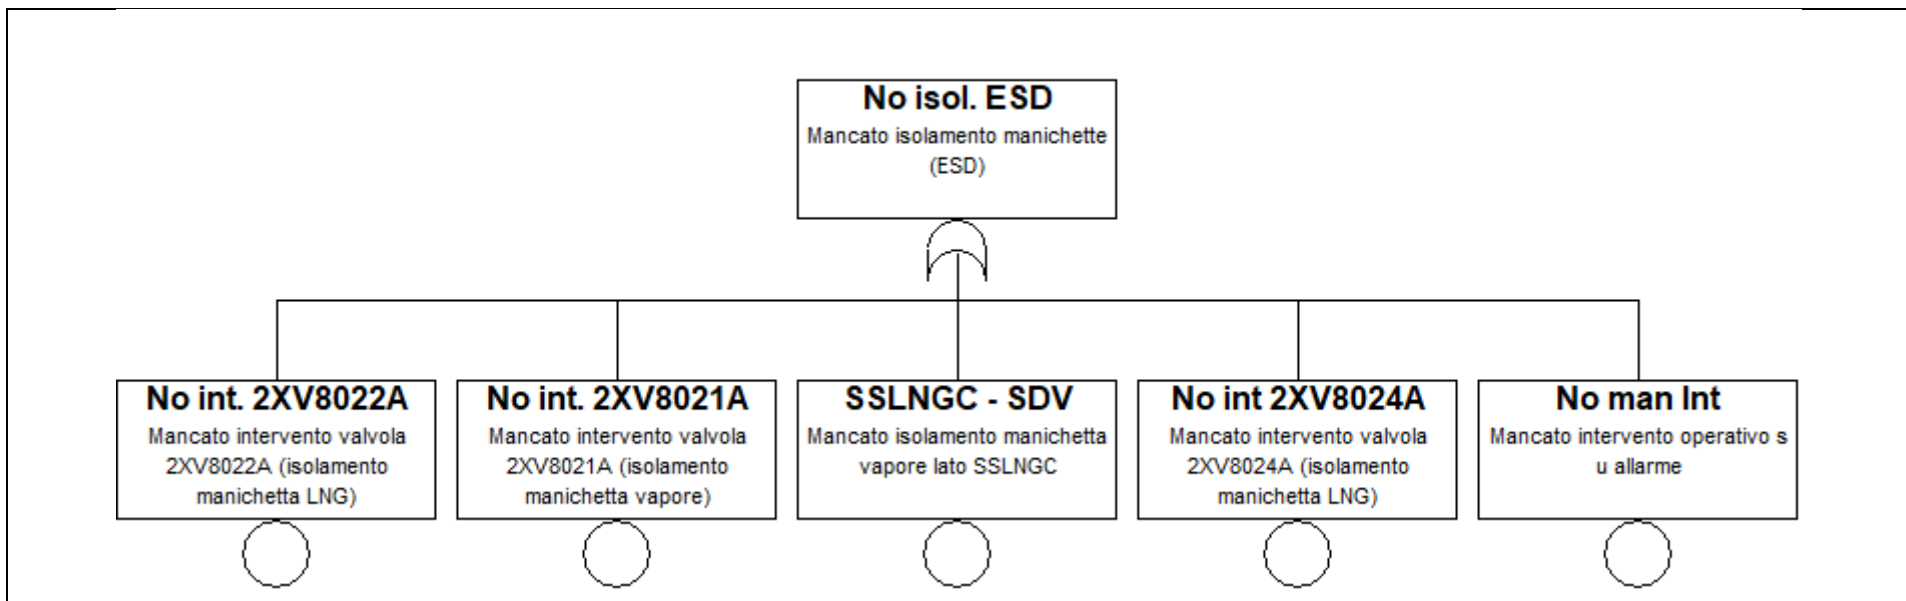 No isol. ESD
Mancato isolamento manichette
(ESD)
No int. 2XV8022A
Mancato intervento valvola
2XV8022A (isolamento
manichetta LNG)
No int. 2XV8021A
Mancato intervento valvola
2XV8021A (isolamento
manichetta vapore)
SSLNGC - SDV
Mancato isolamento manichetta
vapore lato SSLNGC
No int 2XV8024A
Mancato intervento valvola
2XV8024A (isolamento
manichetta LNG)
No man Int
Mancato intervento operativo s
u allarme